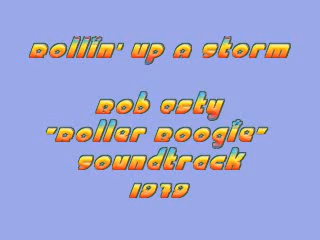 Rollin' Up A Storm
Bob Esty
"Roller Boogie"
Soundtrack
1979